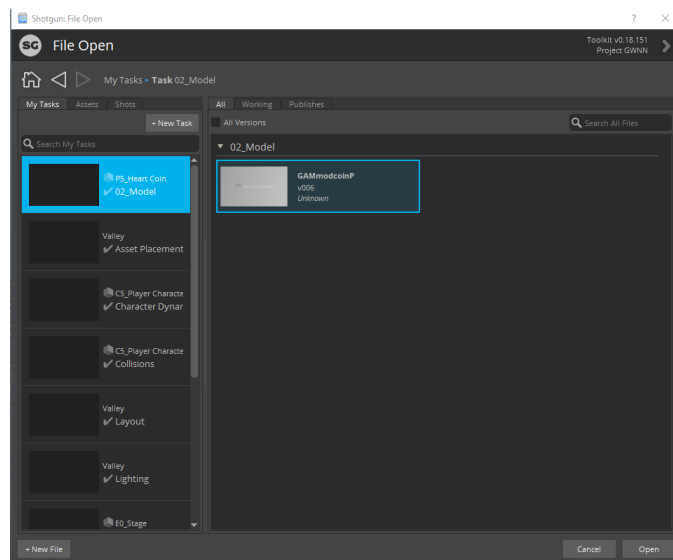 Shotgun: File Open
SG File Open
Toolkit v0.18.151
Project GWNN
My Tasks ▸ Task 02_Model
My Tasks Assets Shots
+ New Task
Search My Tasks
P5_Heart Coin
02_Model
Valley
Asset Placement
C5_Player Characte
Character Dynar
C5_Player Characte
Collisions
Valley
Layout
Valley
Lighting
E0_Stage
+ New File
All Working Publishes
All Versions
Search All Files
02_Model
GAMmodcoinP
v006
Unknown
Cancel Open